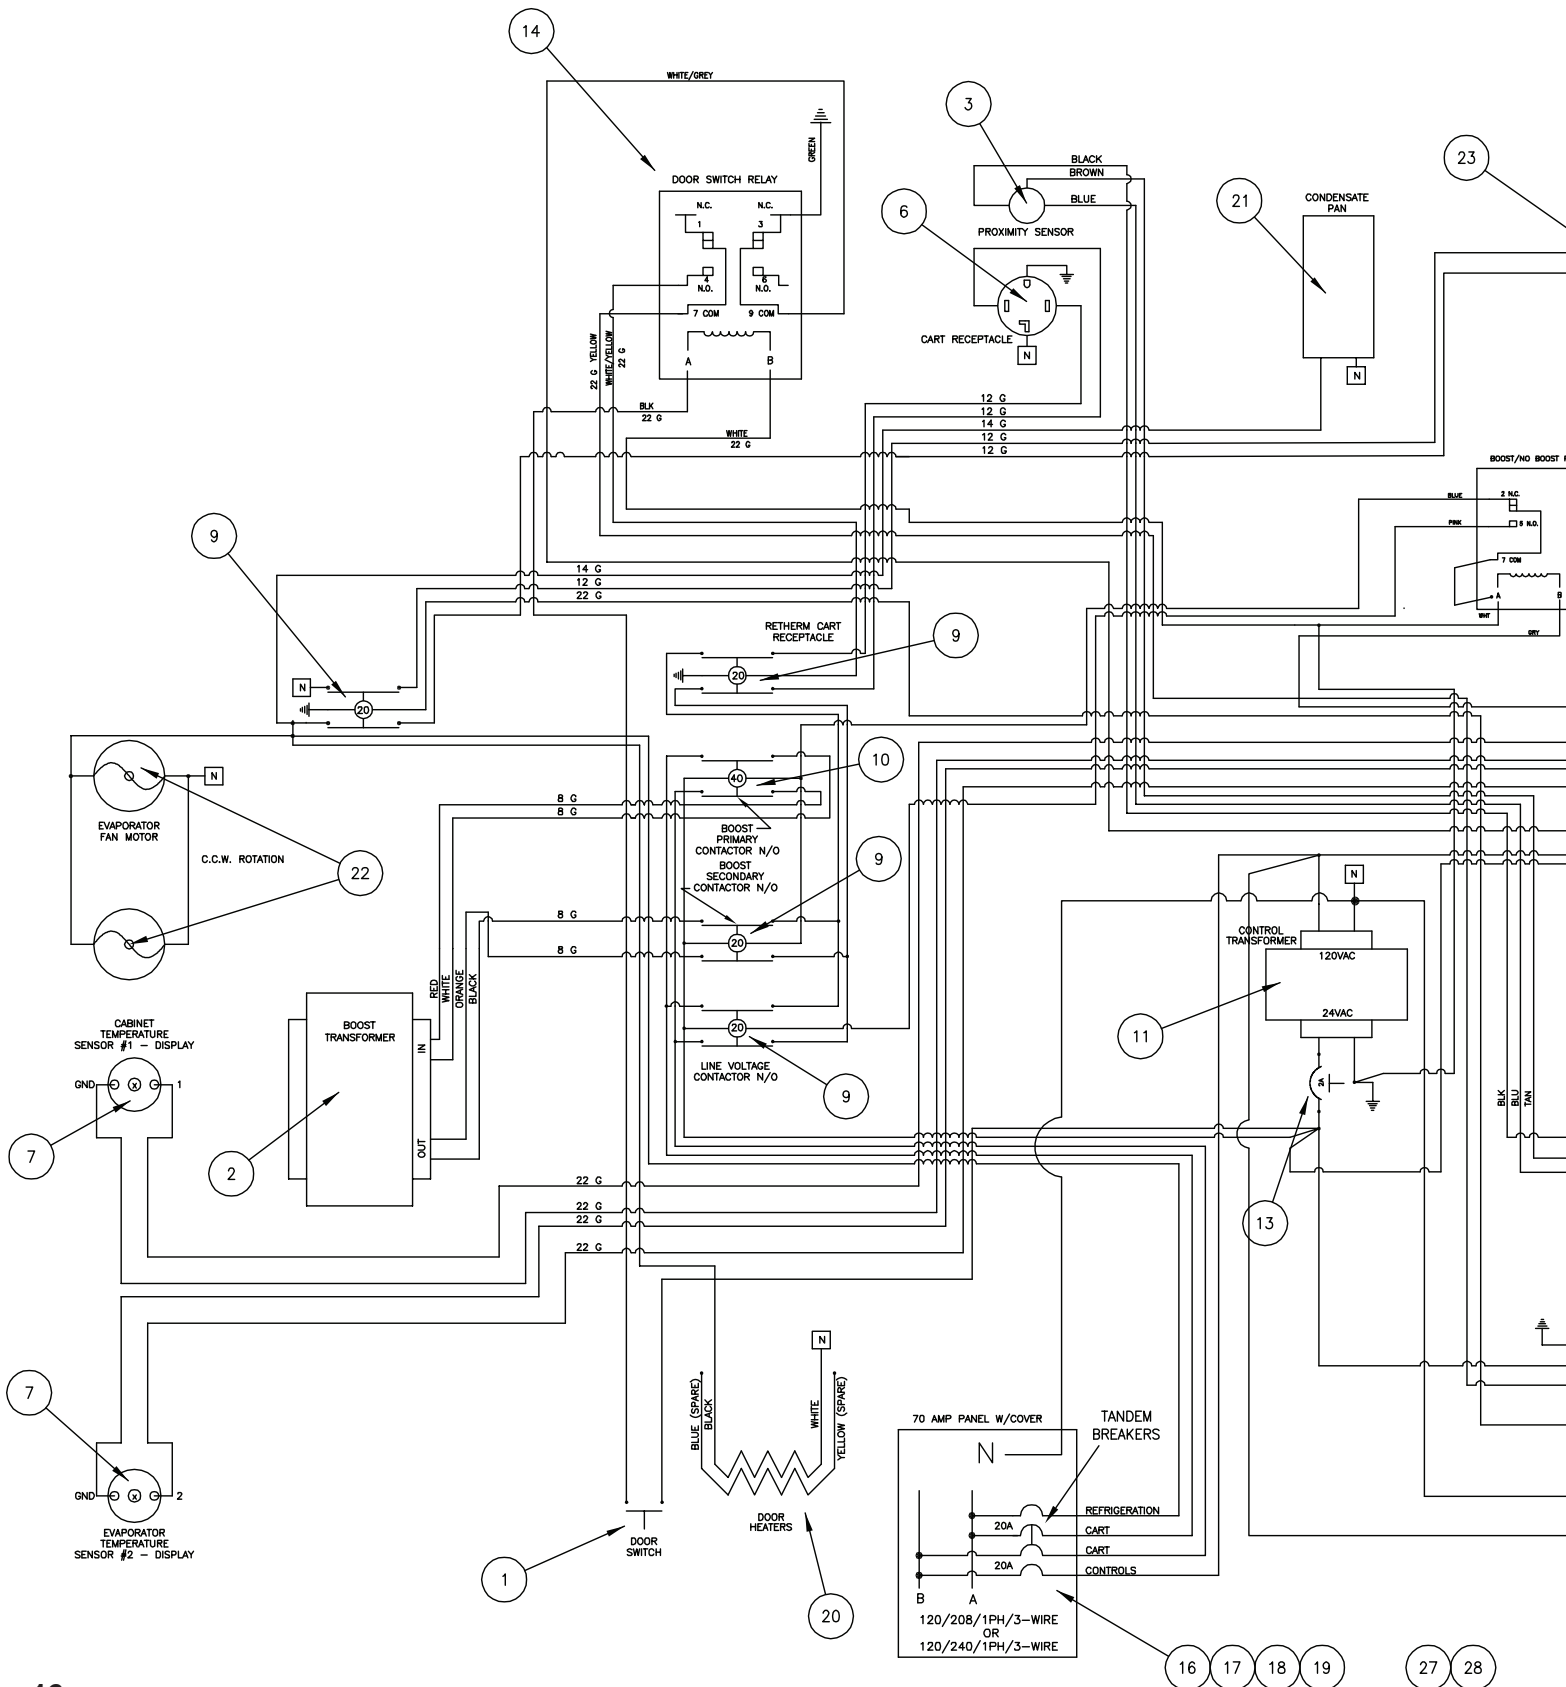 14
WHITE/GREY
3
GREEN
BLACK
BROWN
BLUE
PROXIMITY SENSOR
23
DOOR SWITCH RELAY
N.C.
N.C.
1
3
4
N.O.
6
N.O.
7 COM
9 COM
A
B
6
CART RECEPTACLE
N
21
CONDENSATE
PAN
N
22 G YELLOW
WHITE/YELLOW
22 G
BLK
22 G
WHITE
22 G
12 G
12 G
14 G
12 G
12 G
BOOST/NO BOOST
BLUE
2 N.C.
PINK
5 N.O.
7 COM
A
B
WHT
GRY
9
14 G
12 G
22 G
N
20
RETHERM CART
RECEPTACLE
9
20
N
EVAPORATOR
FAN MOTOR
C.C.W. ROTATION
22
8 G
8 G
10
40
BOOST
PRIMARY
CONTACTOR N/O
BOOST
SECONDARY
CONTACTOR N/O
9
8 G
20
8 G
RED
WHITE
ORANGE
BLACK
N
CONTROL
TRANSFORMER
120VAC
24VAC
11
2A
13
BLK
BLU
TAN
CABINET
TEMPERATURE
SENSOR #1 - DISPLAY
GND
X
1
7
BOOST
TRANSFORMER
IN
OUT
2
20
LINE VOLTAGE
CONTACTOR N/O
9
22 G
22 G
22 G
22 G
7
GND
X
2
EVAPORATOR
TEMPERATURE
SENSOR #2 - DISPLAY
N
BLUE (SPARE)
BLACK
WHITE
YELLOW (SPARE)
DOOR
HEATERS
20
DOOR
SWITCH
1
70 AMP PANEL W/COVER
TANDEM
BREAKERS
N
REFRIGERATION
20A
CART
CART
20A
CONTROLS
B
A
120/208/1PH/3-WIRE
OR
120/240/1PH/3-WIRE
16
17
18
19
27
28